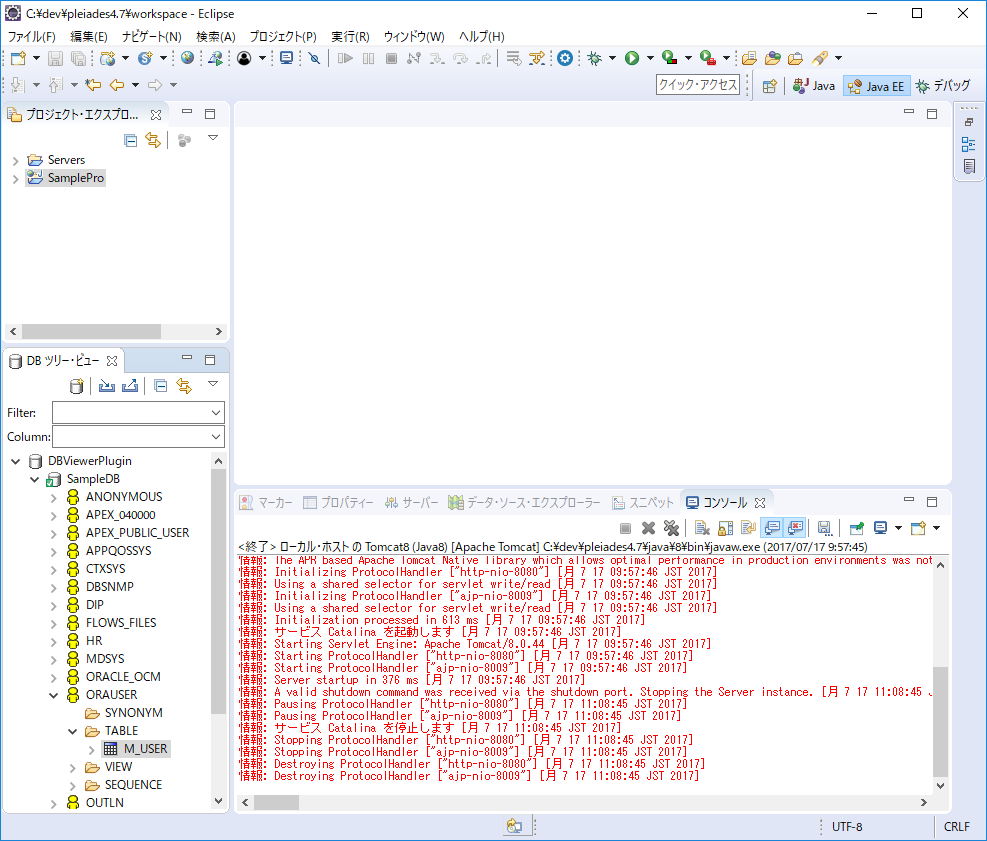 C:¥dev¥pleiades4.7¥workspace - Eclipse
ファイル(F) 編集(E) ナビゲート(N) 検索(A) プロジェクト(P) 実行(R) ウィンドウ(W) ヘルプ(H)
クイック・アクセス Java Java EE デバッグ
プロジェクト・エクスプロ...
Servers
SamplePro
DB ツリー・ビュー
Filter:
Column:
DBViewerPlugin
SampleDB
ANONYMOUS
APEX_040000
APEX_PUBLIC_USER
APPQOSSYS
CTXSYS
DBSNMP
DIP
FLOWS_FILES
HR
MDSYS
ORACLE_OCM
ORAUSER
SYNONYM
TABLE
M_USER
VIEW
SEQUENCE
OUTLN
マーカー プロパティー サーバー データ・ソース・エクスプローラー スニペット コンソール
<終了> ローカル・ホスト の Tomcat8 (Java8) [Apache Tomcat] C:¥dev¥pleiades4.7¥java¥8¥bin¥javaw.exe (2017/07/17 9:57:45)
情報: The APR based Apache Tomcat Native library which allows optimal performance in production environments was not
情報: Initializing ProtocolHandler ["http-nio-8080"] [月 7 17 09:57:46 JST 2017]
情報: Using a shared selector for servlet write/read [月 7 17 09:57:46 JST 2017]
情報: Initializing ProtocolHandler ["ajp-nio-8009"] [月 7 17 09:57:46 JST 2017]
情報: Using a shared selector for servlet write/read [月 7 17 09:57:46 JST 2017]
情報: Initialization processed in 613 ms [月 7 17 09:57:46 JST 2017]
情報: サービス Catalina を起動します [月 7 17 09:57:46 JST 2017]
情報: Starting Servlet Engine: Apache Tomcat/8.0.44 [月 7 17 09:57:46 JST 2017]
情報: Starting ProtocolHandler ["http-nio-8080"] [月 7 17 09:57:46 JST 2017]
情報: Starting ProtocolHandler ["ajp-nio-8009"] [月 7 17 09:57:46 JST 2017]
情報: Server startup in 376 ms [月 7 17 09:57:46 JST 2017]
情報: A valid shutdown command was received via the shutdown port. Stopping the Server instance. [月 7 17 11:08:45
情報: Pausing ProtocolHandler ["http-nio-8080"] [月 7 17 11:08:45 JST 2017]
情報: Pausing ProtocolHandler ["ajp-nio-8009"] [月 7 17 11:08:45 JST 2017]
情報: サービス Catalina を停止します [月 7 17 11:08:45 JST 2017]
情報: Stopping ProtocolHandler ["http-nio-8080"] [月 7 17 11:08:45 JST 2017]
情報: Stopping ProtocolHandler ["ajp-nio-8009"] [月 7 17 11:08:45 JST 2017]
情報: Destroying ProtocolHandler ["http-nio-8080"] [月 7 17 11:08:45 JST 2017]
情報: Destroying ProtocolHandler ["ajp-nio-8009"] [月 7 17 11:08:45 JST 2017]
UTF-8 CRLF